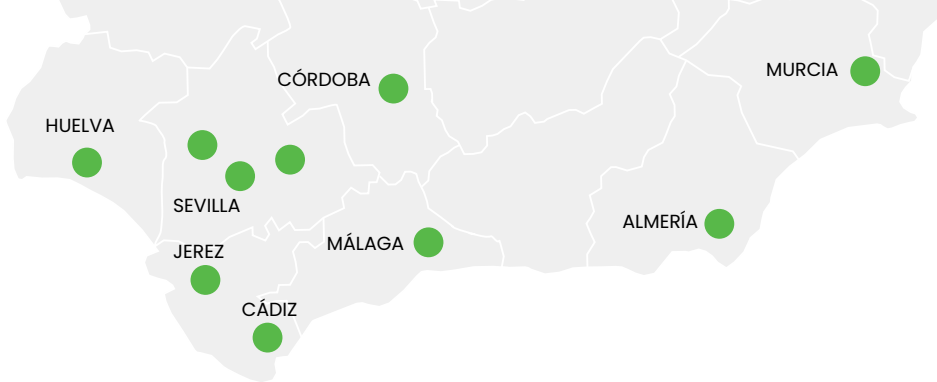 MURCIA
CÓRDOBA
HUELVA
SEVILLA
ALMERÍA
MÁLAGA
JEREZ
CÁDIZ